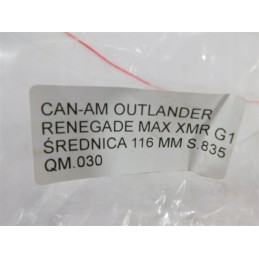 CAN-AM OUTLANDER
RENEGADE MAX XMR G1
ŚREDNICA 116 MM S.835
QM.030